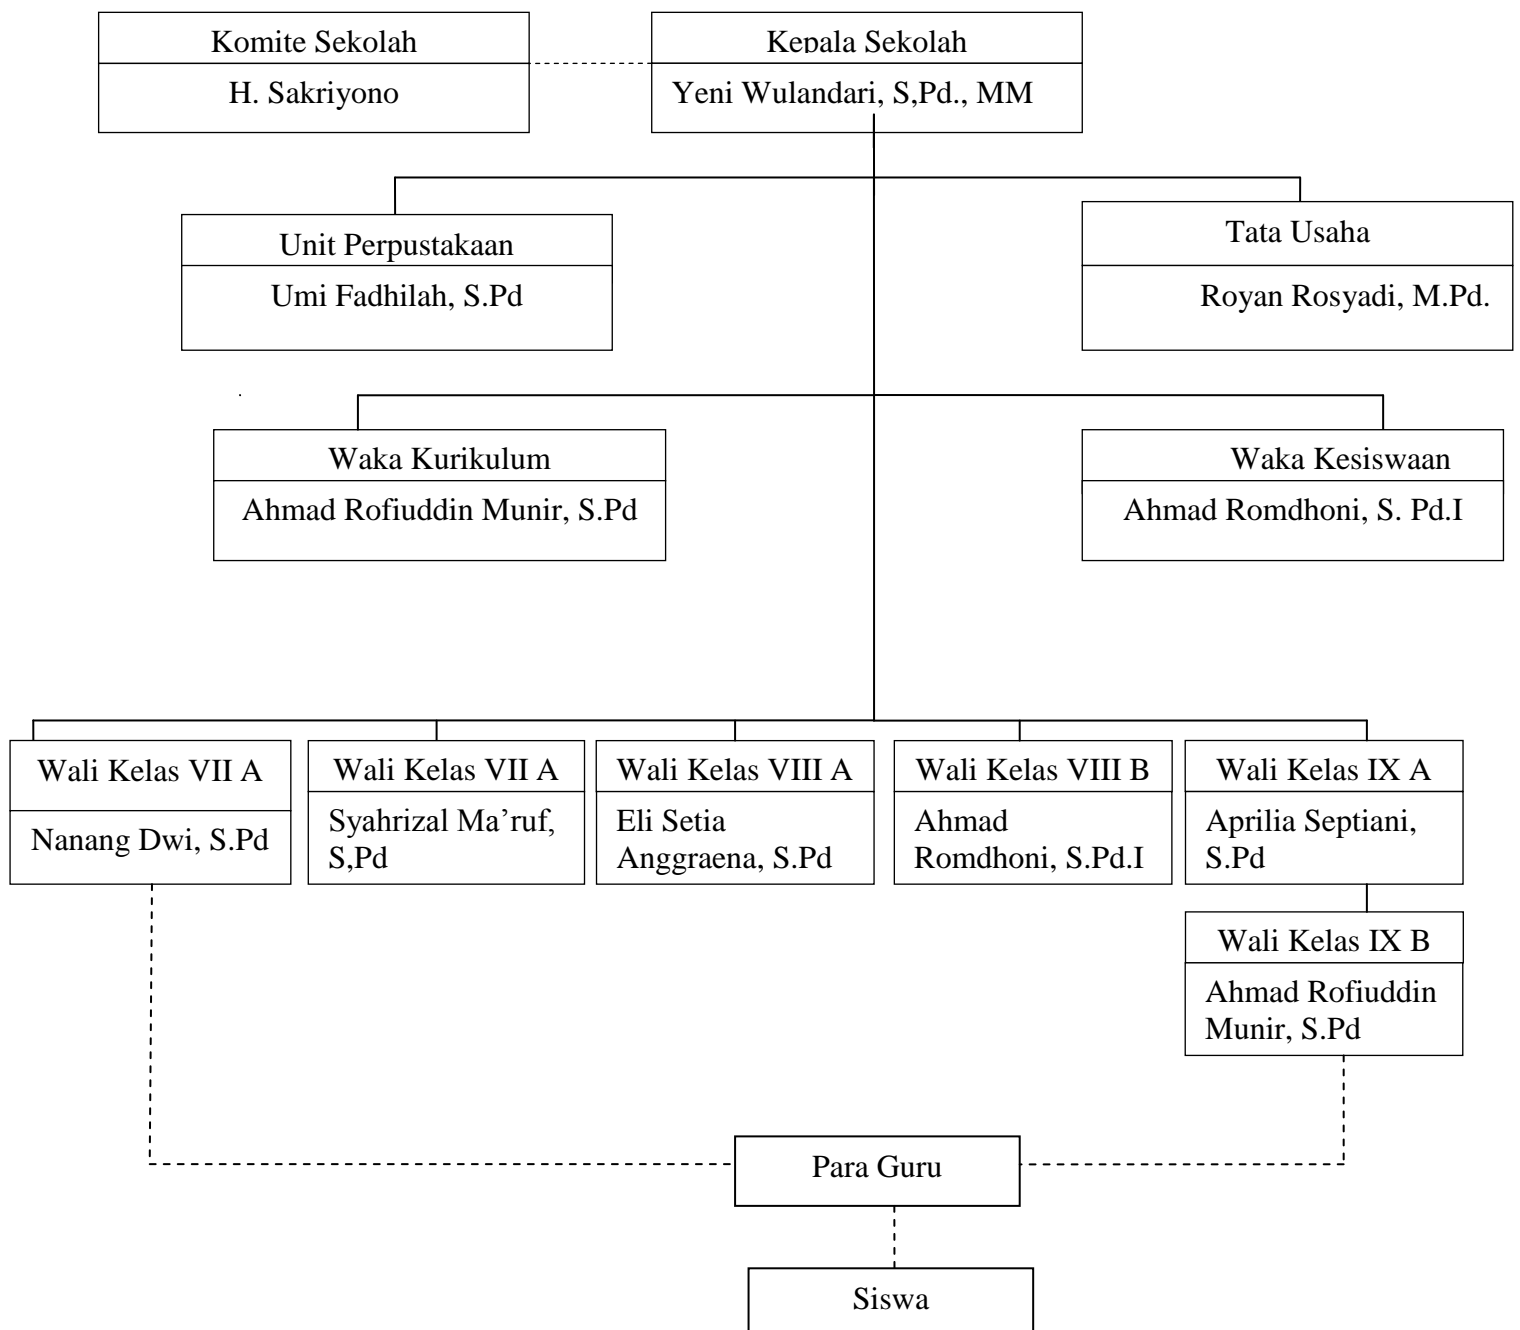 Komite Sekolah
H. Sakriyono
Kepala Sekolah
Yeni Wulandari, S,Pd., MM
Unit Perpustakaan
Umi Fadhilah, S.Pd
Tata Usaha
Royan Rosyadi, M.Pd.
Waka Kurikulum
Ahmad Rofiuddin Munir, S.Pd
Waka Kesiswaan
Ahmad Romdhoni, S. Pd.I
Wali Kelas VII A
Nanang Dwi, S.Pd
Wali Kelas VII A
Syahrizal Ma’ruf,
S,Pd
Wali Kelas VIII A
Eli Setia
Anggraena, S.Pd
Wali Kelas VIII B
Ahmad
Romdhoni, S.Pd.I
Wali Kelas IX A
Aprilia Septiani,
S.Pd
Wali Kelas IX B
Ahmad Rofiuddin
Munir, S.Pd
Para Guru
Siswa